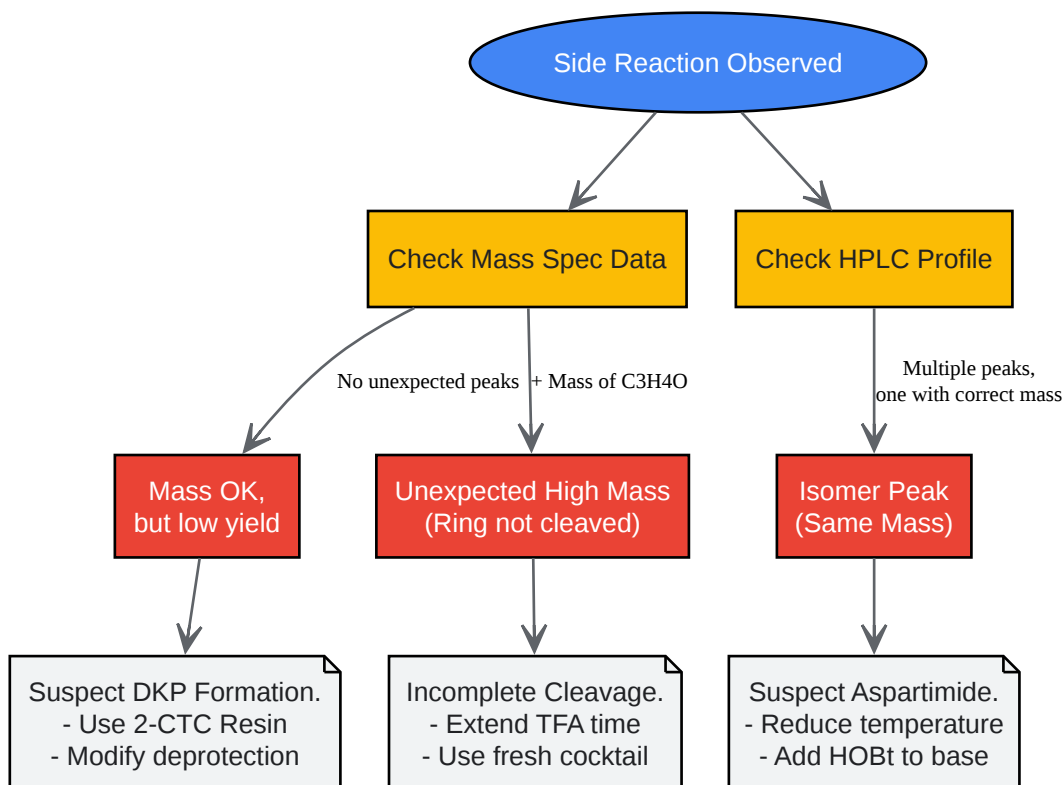 Side Reaction Observed
Check Mass Spec Data
Check HPLC Profile
No unexpected peaks
+ Mass of C3H4O
Multiple peaks,
one with correct mass
Mass OK,
but low yield
Unexpected High Mass
(Ring not cleaved)
Isomer Peak
(Same Mass)
Suspect DKP Formation.
- Use 2-CTC Resin
- Modify deprotection
Incomplete Cleavage.
- Extend TFA time
- Use fresh cocktail
Suspect Aspartimide.
- Reduce temperature
- Add HOBt to base